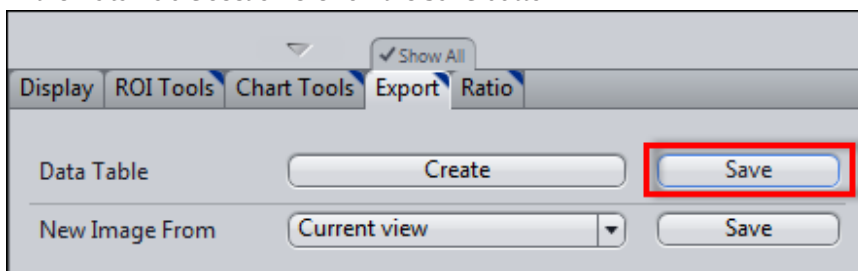 Show All
Display ROI Tools Chart Tools Export Ratio
Data Table Create Save
New Image From Current view Save